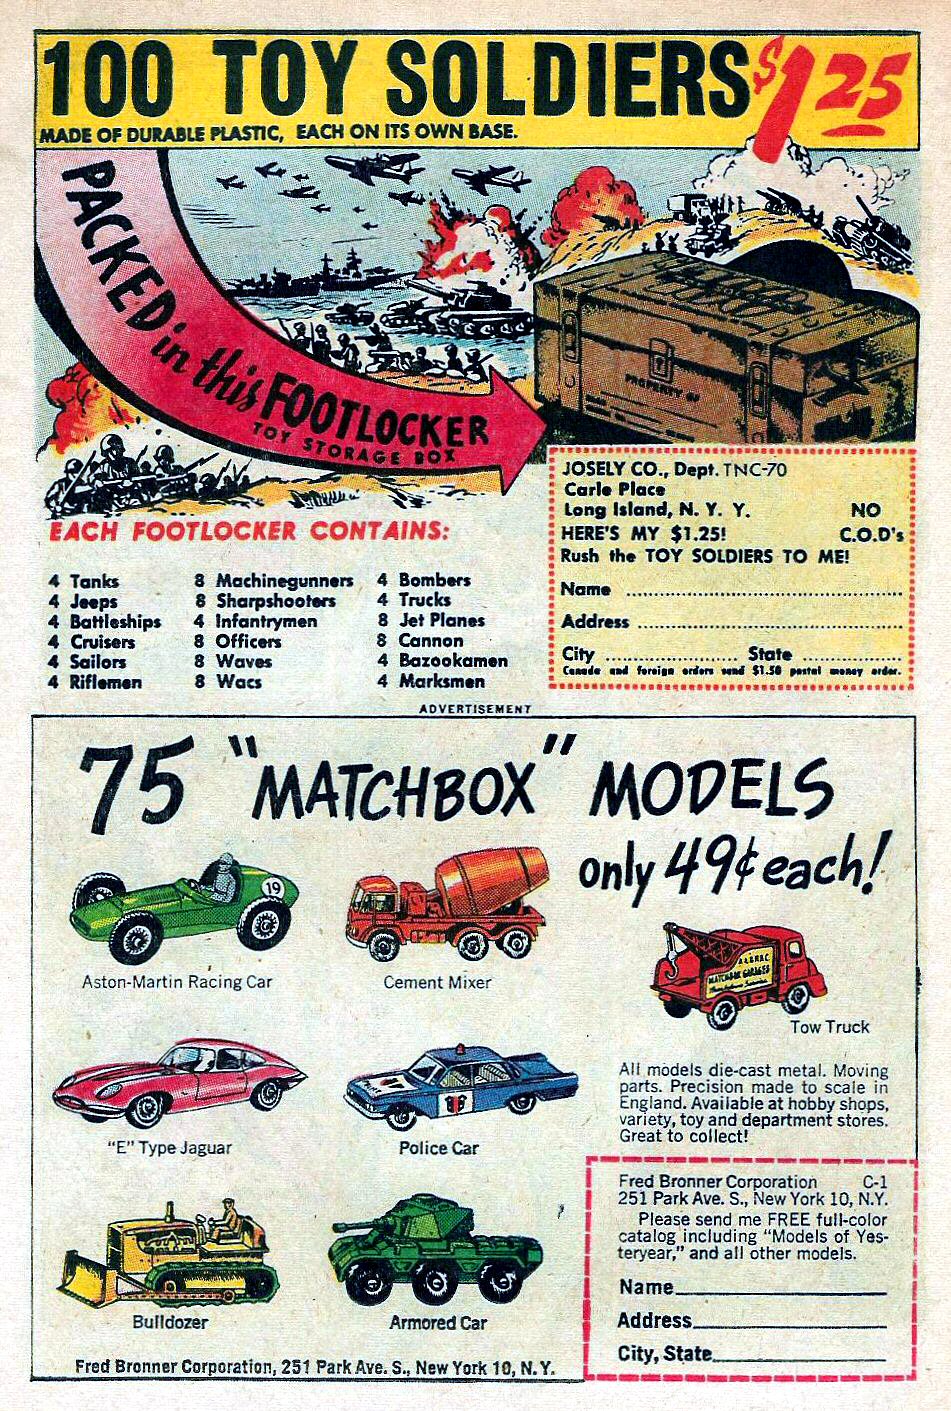 100 TOY SOLDIERS $1.25
MADE OF DURABLE PLASTIC, EACH ON ITS OWN BASE.
PACKED in this FOOTLOCKER
TOY STORAGE BOX
PROPERTY OF
EACH FOOTLOCKER CONTAINS:
4 Tanks
4 Jeeps
4 Battleships
4 Cruisers
4 Sailors
4 Riflemen
8 Machinegunners
8 Sharpshooters
4 Infantrymen
8 Officers
8 Waves
8 Wacs
4 Bombers
4 Trucks
8 Jet Planes
8 Cannon
4 Bazookamen
4 Marksmen
JOSELY CO., Dept. TNC-70
Carle Place
Long Island, N. Y. Y. NO
HERE'S MY $1.25! C.O.D's
Rush the TOY SOLDIERS TO ME!
Name
Address
City State
Canada and foreign orders send $1.50 postal money order.
ADVERTISEMENT
75 "MATCHBOX" MODELS
only 49¢ each!
19
Aston-Martin Racing Car
Cement Mixer
MATCHBOX GARAGES
Tow Truck
"E" Type Jaguar
Police Car
All models die-cast metal. Moving
parts. Precision made to scale in
England. Available at hobby shops,
variety, toy and department stores.
Great to collect!
Bulldozer
Armored Car
Fred Bronner Corporation C-1
251 Park Ave. S., New York 10, N.Y.
Please send me FREE full-color
catalog including "Models of Yes-
teryear," and all other models.
Name
Address
City, State
Fred Bronner Corporation, 251 Park Ave. S., New York 10, N.Y.